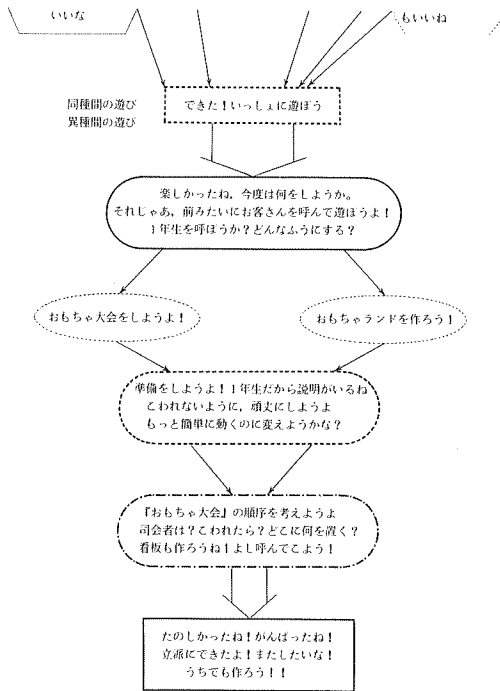 いいな
もいいね
同種間の遊び
異種間の遊び
できた！いっしょに遊ぼう
楽しかったね，今度は何をしようか。
それじゃあ，前みたいにお客さんを呼んで遊ぼうよ！
1年生を呼ぼうか？どんなふうにする？
おもちゃ大会をしようよ！
おもちゃランドを作ろう！
準備をしようよ！1年生だから説明がいるね
こわれないように，頑丈にしようよ
もっと簡単に動くのに変えようかな？
『おもちゃ大会』の順序を考えようよ
司会者は？こわれたら？どこに何を置く？
看板も作ろうね！よし呼んでこよう！
たのしかったね！がんばったね！
立派にできたよ！またしたいな！
うちでも作ろう！！